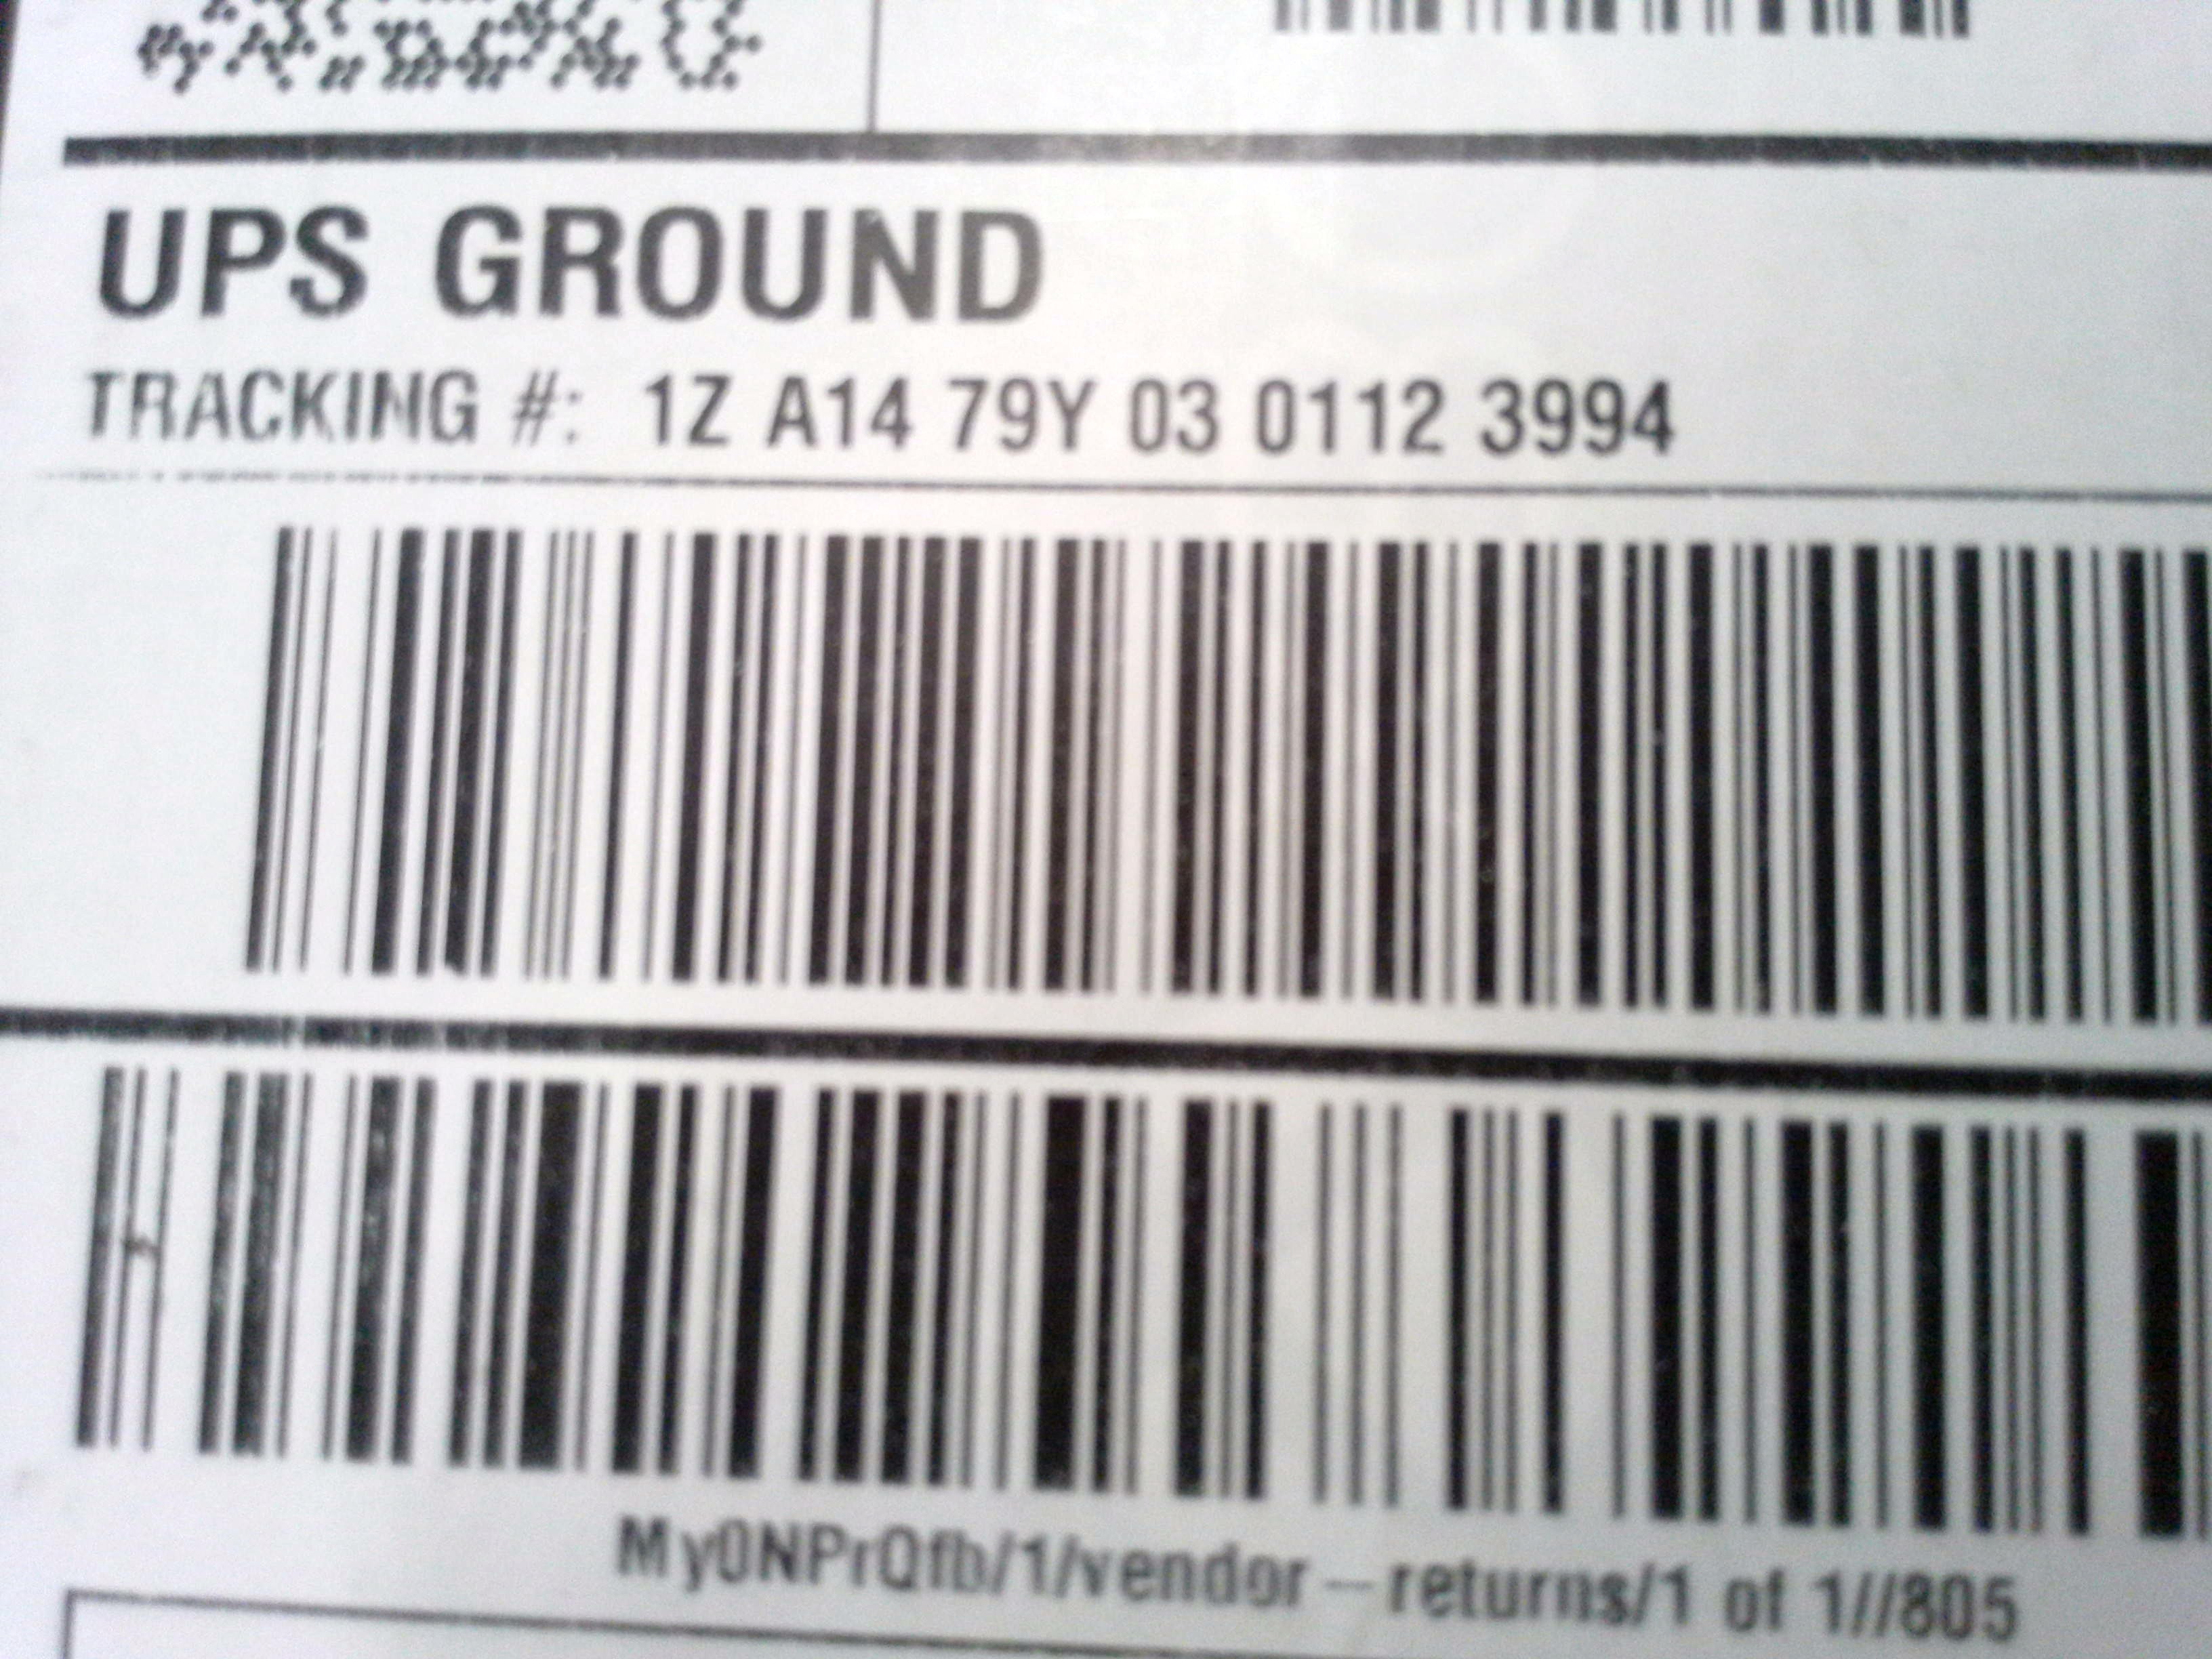 UPS GROUND
TRACKING #: 1Z A14 79Y 03 0112 3994
My0NPrQfb/1/vendor-returns/1 of 1//805